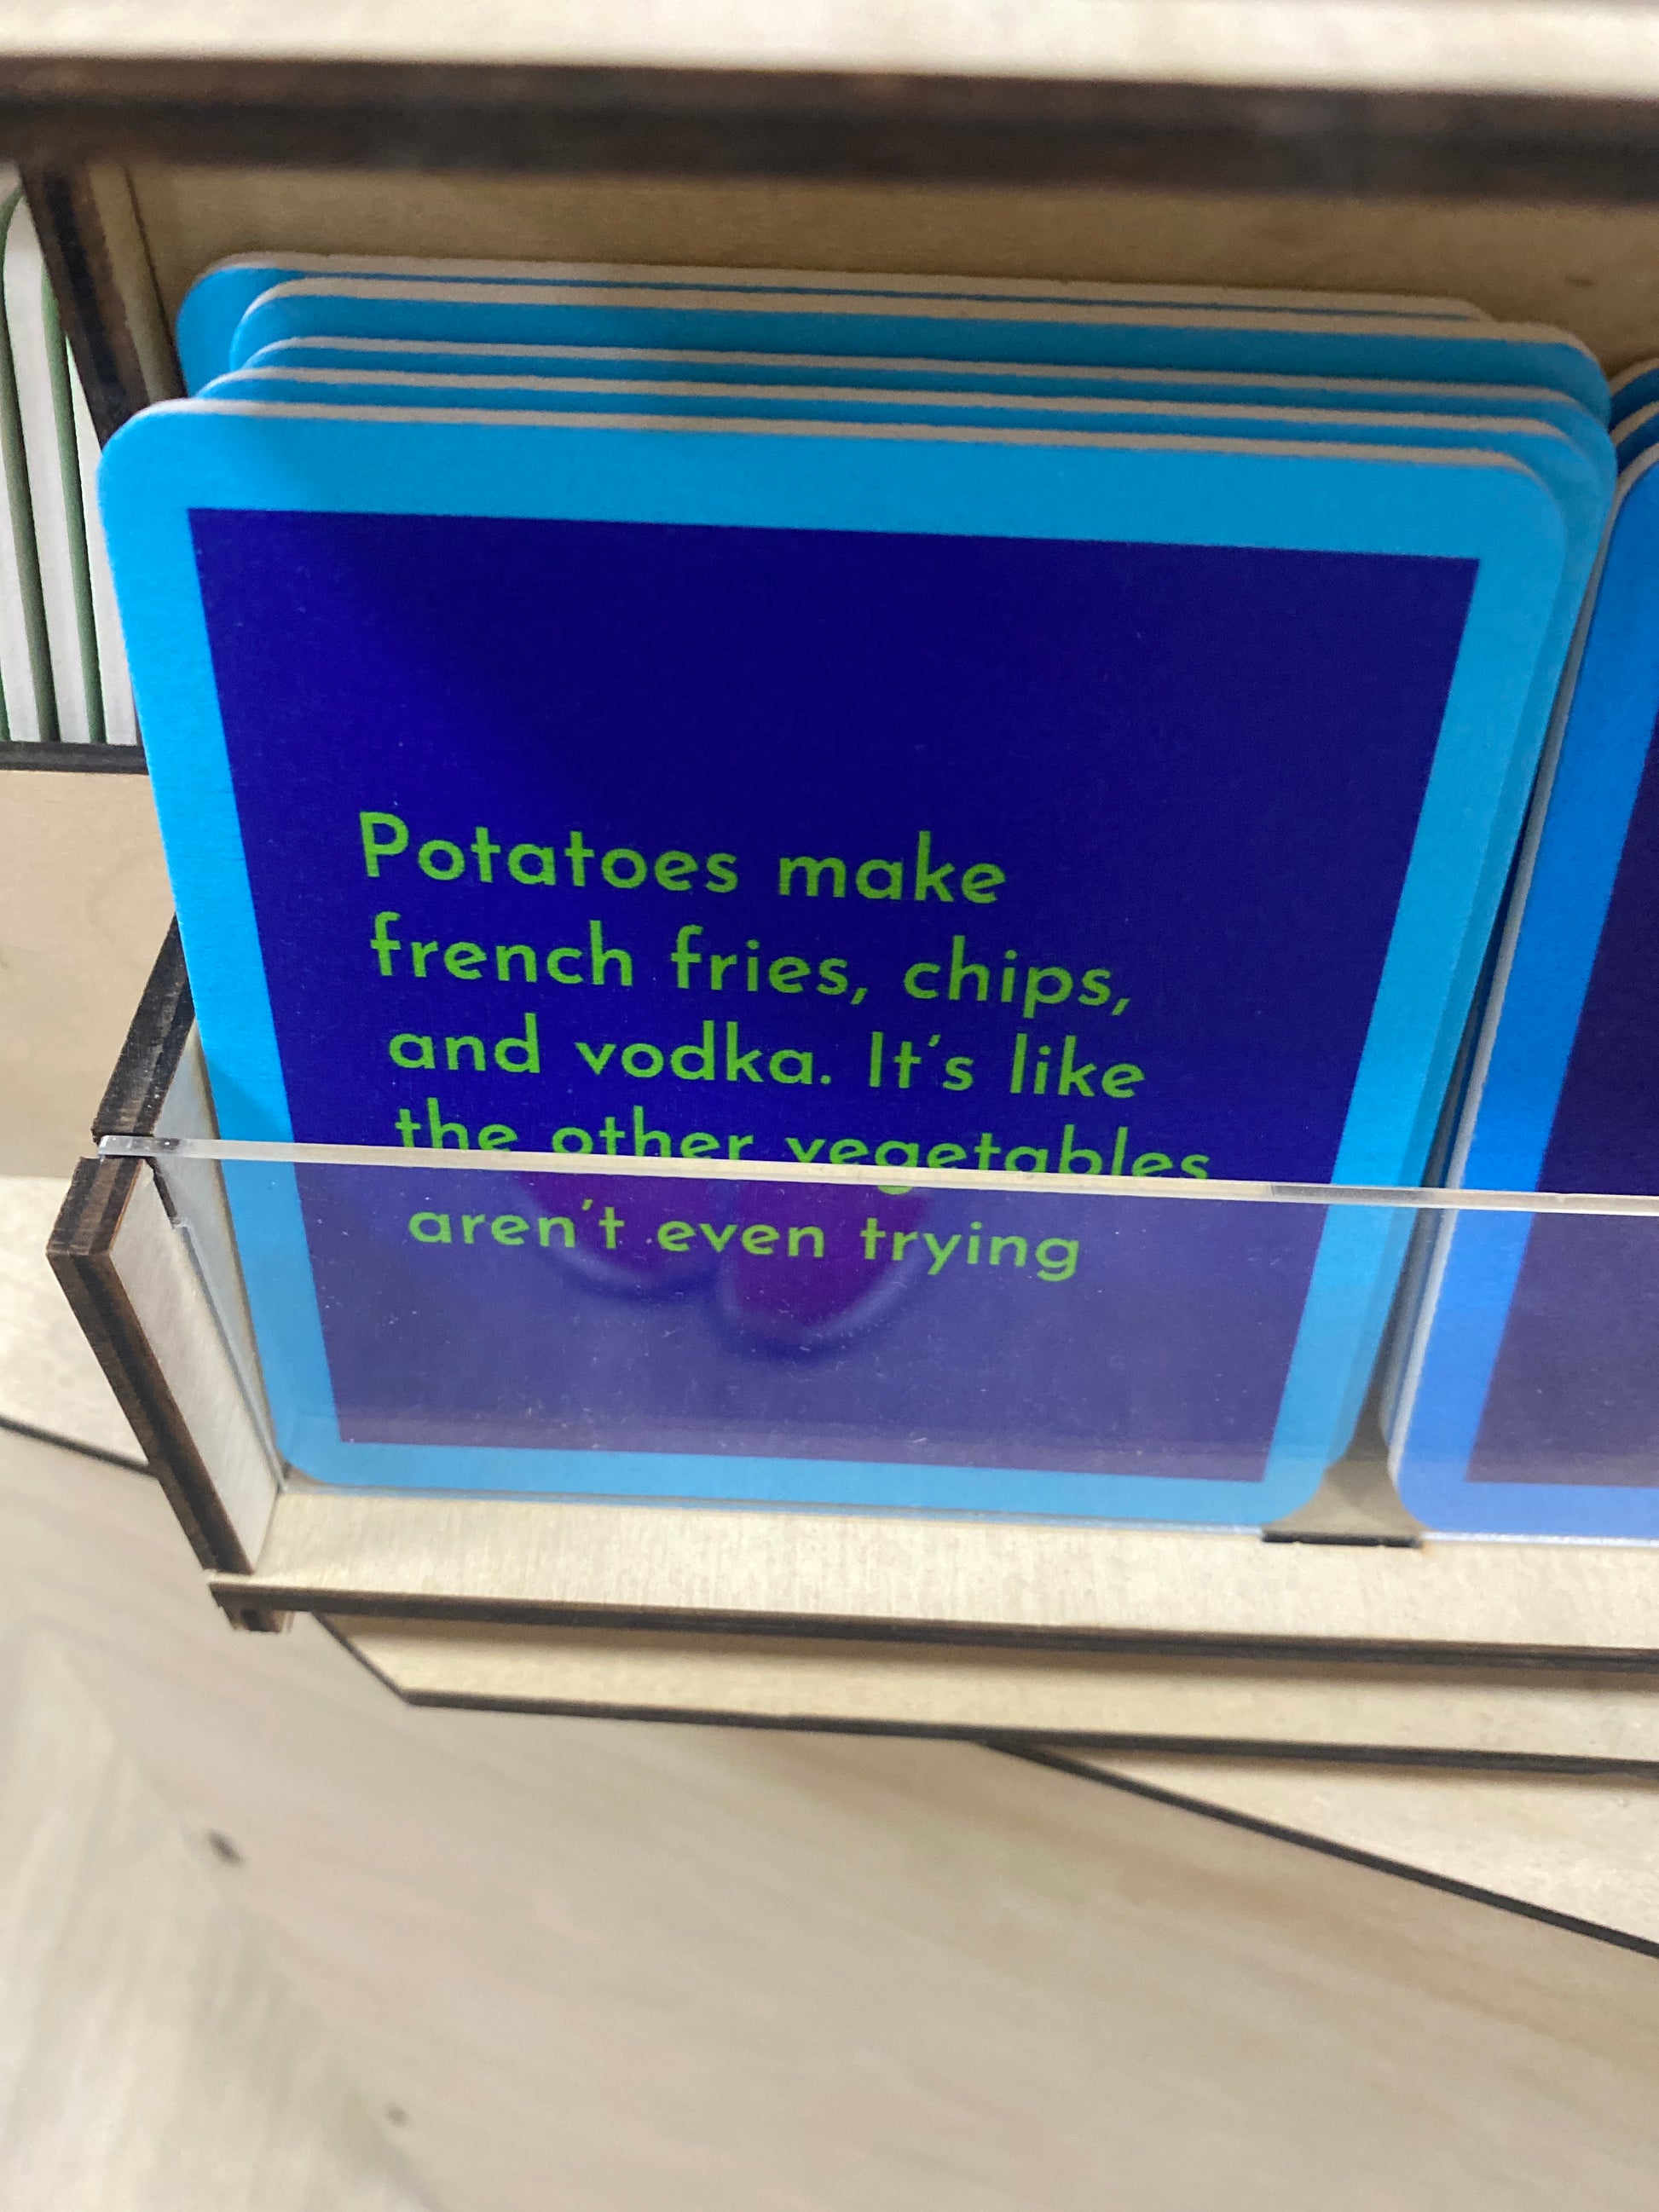 Potatoes make
french fries, chips,
and vodka. It's like
the other vegetables
aren't even trying